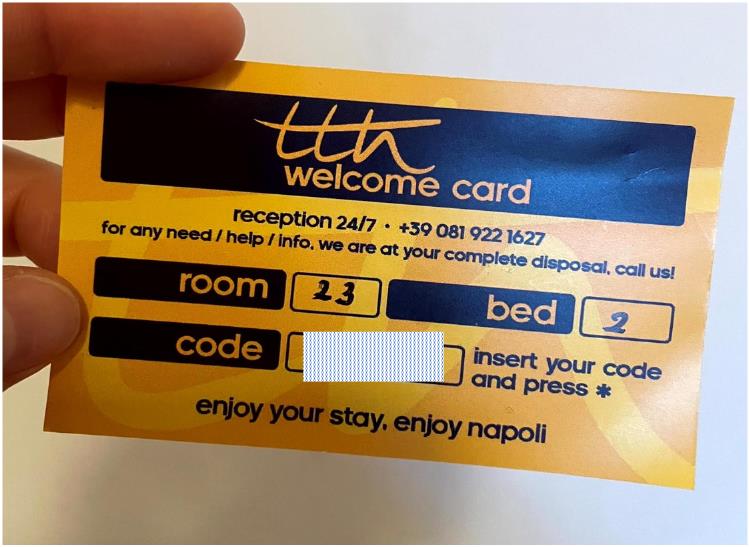 tth
welcome card
reception 24/7 · +39 081 922 1627
for any need / help / info, we are at your complete disposal, call us!
room 23 bed 2
code insert your code
and press *
enjoy your stay, enjoy napoli